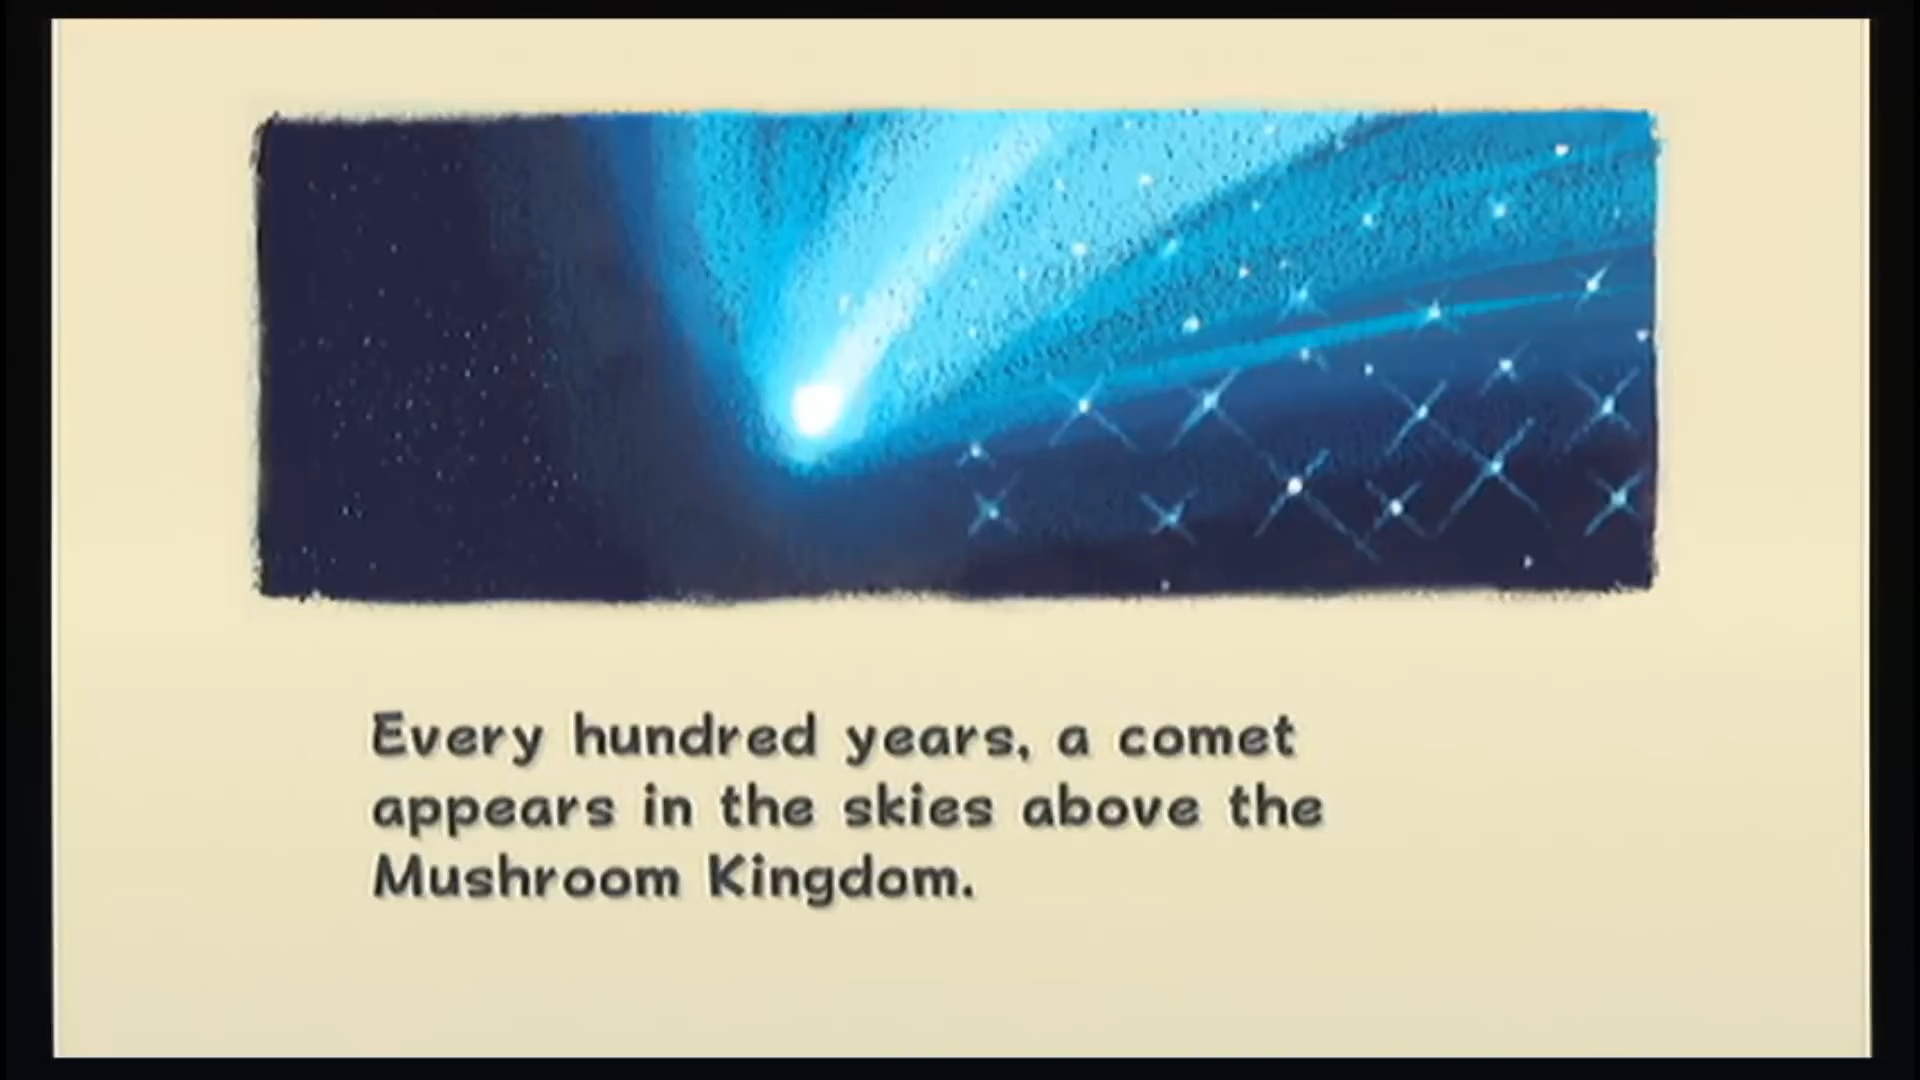 Every hundred years, a comet
appears in the skies above the
Mushroom Kingdom.